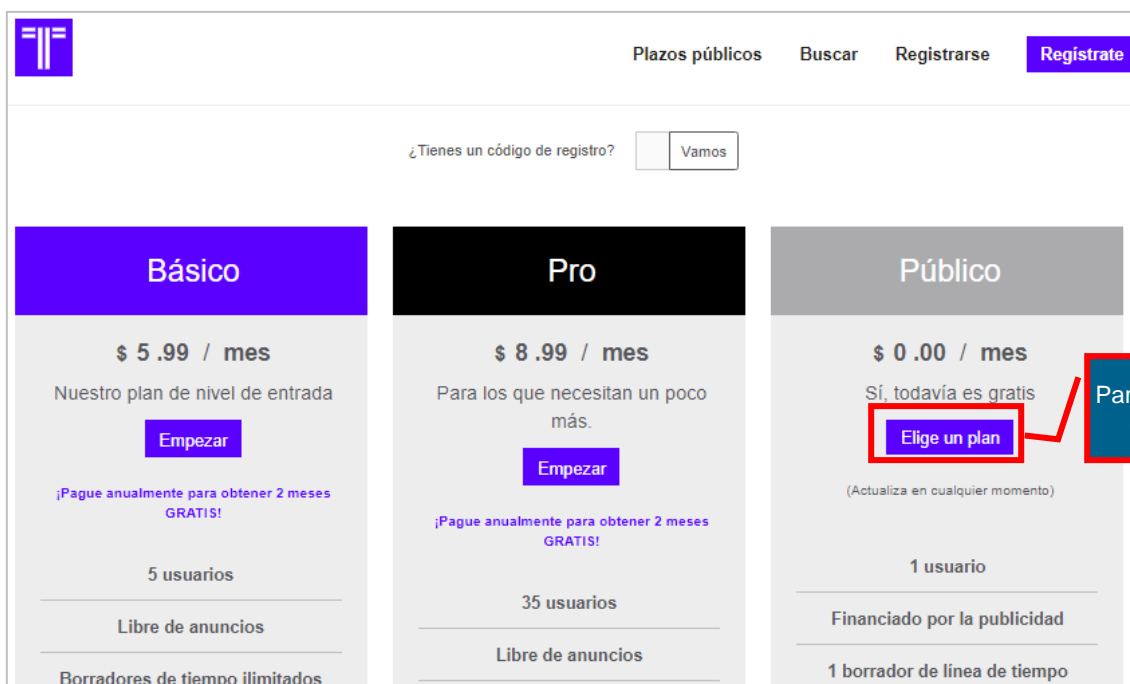 Plazos públicos Buscar Registrarse Regístrate
¿Tienes un código de registro? Vamos
Básico
$ 5 .99 / mes
Nuestro plan de nivel de entrada
Empezar
¡Pague anualmente para obtener 2 meses
GRATIS!
5 usuarios
Libre de anuncios
Borradores de tiempo ilimitados
Pro
$ 8 .99 / mes
Para los que necesitan un poco
más.
Empezar
¡Pague anualmente para obtener 2 meses
GRATIS!
35 usuarios
Libre de anuncios
Público
$ 0 .00 / mes
Sí, todavía es gratis
Elige un plan
(Actualiza en cualquier momento)
1 usuario
Financiado por la publicidad
1 borrador de línea de tiempo